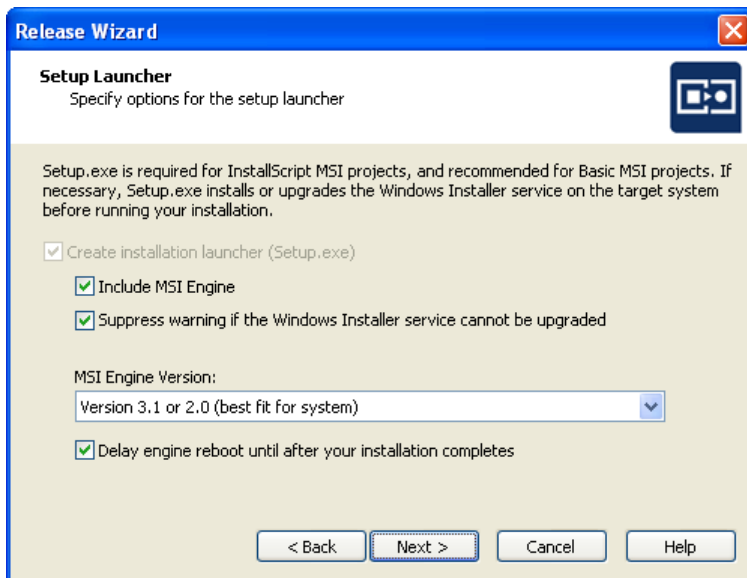 Release Wizard
Setup Launcher
Specify options for the setup launcher
Setup.exe is required for InstallScript MSI projects, and recommended for Basic MSI projects. If
necessary, Setup.exe installs or upgrades the Windows Installer service on the target system
before running your installation.
Create installation launcher (Setup.exe)
Include MSI Engine
Suppress warning if the Windows Installer service cannot be upgraded
MSI Engine Version:
Version 3.1 or 2.0 (best fit for system)
Delay engine reboot until after your installation completes
< Back Next > Cancel Help